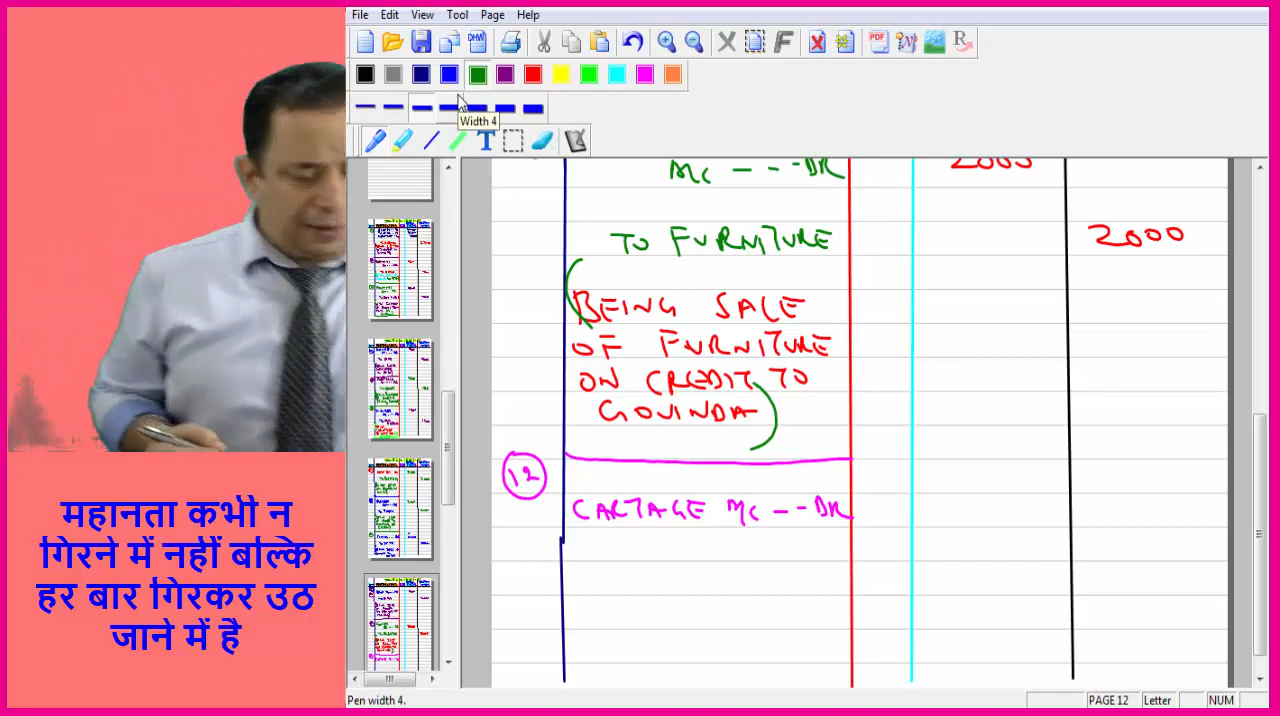 File Edit View Tool Page Help
Width 4
A/c - - - DR 2000
TO FURNITURE 2000
(BEING SALE
OF FURNITURE
ON CREDIT TO
GOVINDA)
12
CARTAGE A/c - - DR
महानता कभी न
गिरने में नहीं बल्कि
हर बार गिरकर उठ
जाने में है
Pen width 4. PAGE 12 Letter NUM